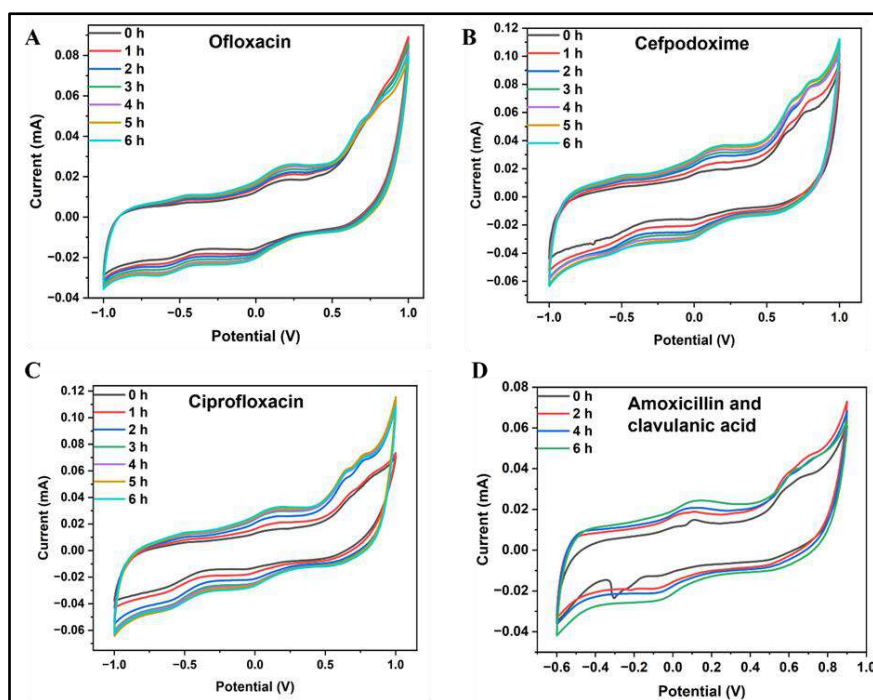 A
Ofloxacin
0 h
1 h
2 h
3 h
4 h
5 h
6 h
0.08
0.06
0.04
0.02
0.00
−0.02
−0.04
Current (mA)
−1.0
−0.5
0.0
0.5
1.0
Potential (V)
B
Cefpodoxime
0 h
1 h
2 h
3 h
4 h
5 h
6 h
0.12
0.10
0.08
0.06
0.04
0.02
0.00
−0.02
−0.04
−0.06
Current (mA)
−1.0
−0.5
0.0
0.5
1.0
Potential (V)
C
Ciprofloxacin
0 h
1 h
2 h
3 h
4 h
5 h
6 h
0.12
0.10
0.08
0.06
0.04
0.02
0.00
−0.02
−0.04
−0.06
Current (mA)
−1.0
−0.5
0.0
0.5
1.0
Potential (V)
D
Amoxicillin and
clavulanic acid
0 h
2 h
4 h
6 h
0.08
0.06
0.04
0.02
0.00
−0.02
−0.04
Current (mA)
−0.6
−0.4
−0.2
0.0
0.2
0.4
0.6
0.8
Potential (V)